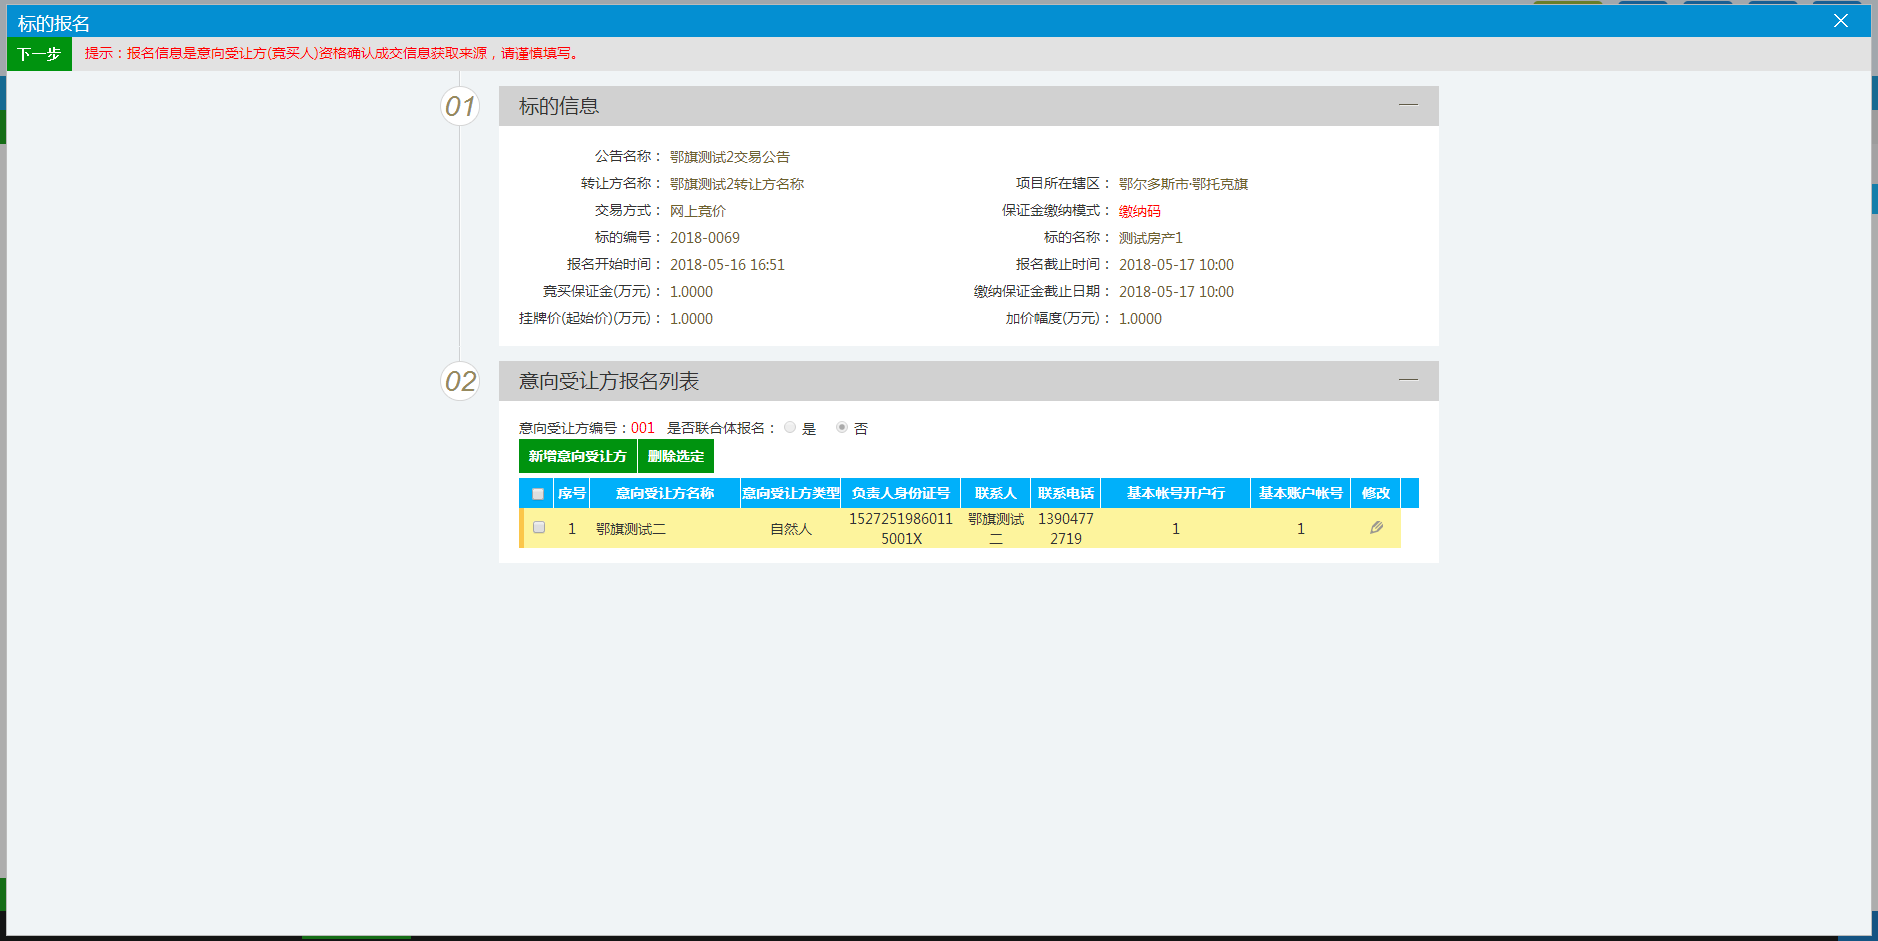 标的报名
下一步 提示：报名信息是意向受让方(竞买人)资格确认成交信息获取来源，请谨慎填写。
01 标的信息
公告名称： 鄂旗测试2交易公告
转让方名称： 鄂旗测试2转让方名称 项目所在辖区： 鄂尔多斯市·鄂托克旗
交易方式： 网上竞价 保证金缴纳模式： 缴纳码
标的编号： 2018-0069 标的名称： 测试房产1
报名开始时间： 2018-05-16 16:51 报名截止时间： 2018-05-17 10:00
竞买保证金(万元)： 1.0000 缴纳保证金截止日期： 2018-05-17 10:00
挂牌价(起始价)(万元)： 1.0000 加价幅度(万元)： 1.0000
02 意向受让方报名列表
意向受让方编号：001 是否联合体报名： 是 否
新增意向受让方 删除选定
序号 意向受让方名称 意向受让方类型 负责人身份证号 联系人 联系电话 基本帐号开户行 基本账户帐号 修改
1 鄂旗测试二 自然人 1527251986011 鄂旗测试 1390477 1 1
5001X 二 2719